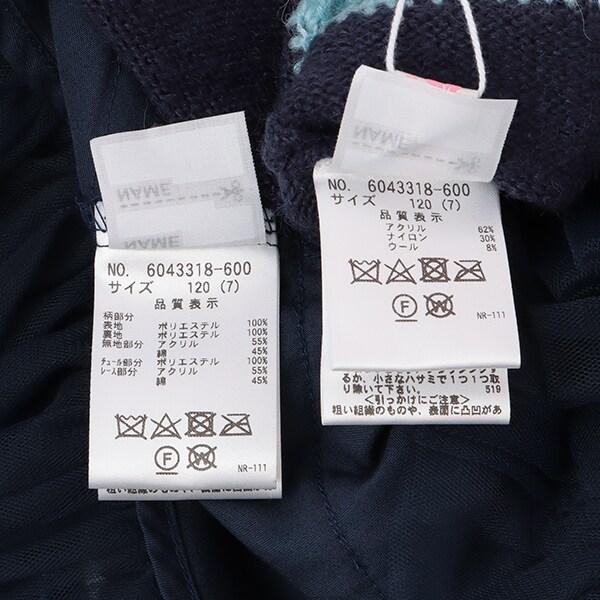 NAME
NO. 6043318-600
サイズ 120 (7)
品質表示
柄部分
表地 ポリエステル 100%
裏地 ポリエステル 100%
無地部分 アクリル 55%
綿 45%
チュール部分 ポリエステル 100%
レース部分 アクリル 55%
綿 45%
F W
NR-111
NAME
NO. 6043318-600
サイズ 120 (7)
品質表示
アクリル 62%
ナイロン 30%
ウール 8%
F W
NR-111
るか、小さなハサミで1つ1つ取
り除いて下さい。 519
<引っかけにご注意>
粗い組織のものや、表面に凸凹があ